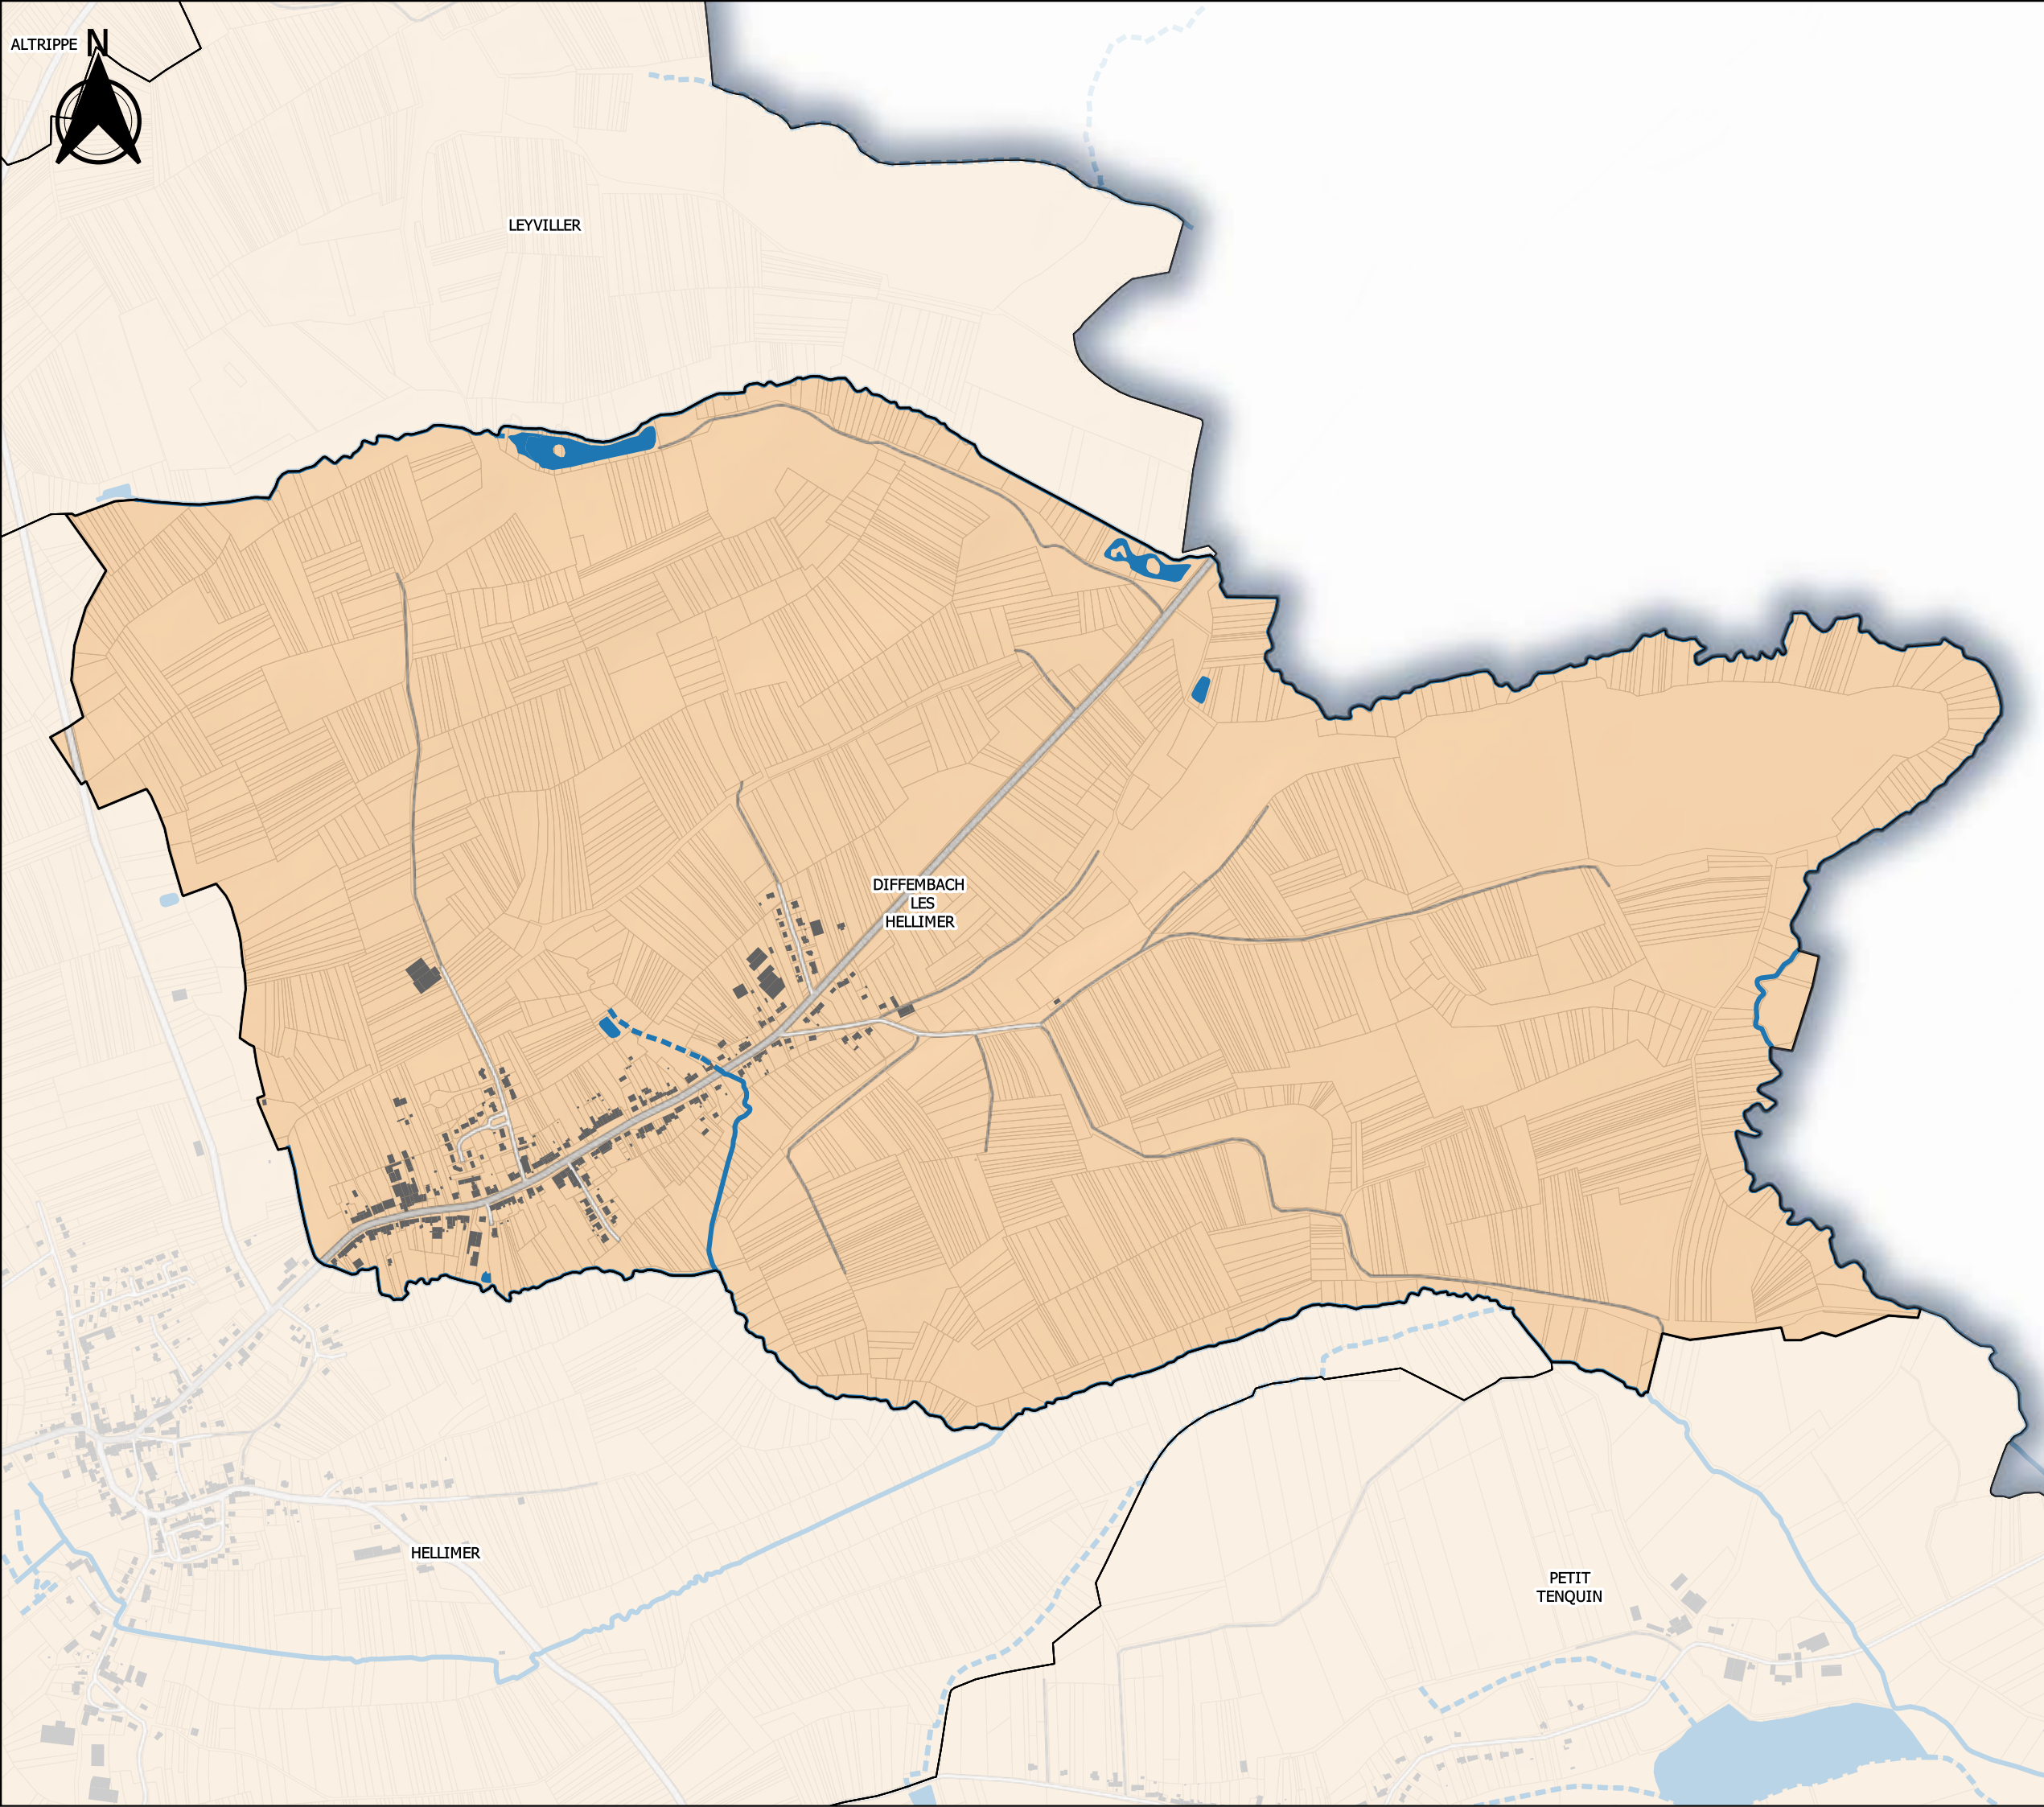 ALTRIPPE
N
LEYVILLER
DIFFEMBACH
LES
HELLIMER
HELLIMER
PETIT
TENQUIN